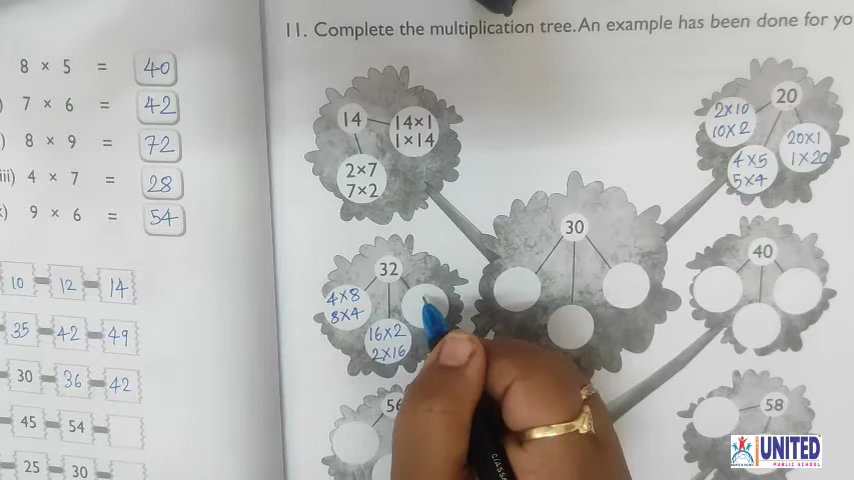 8 × 5 = 40
7 × 6 = 42
8 × 9 = 72
iii) 4 × 7 = 28
9 × 6 = 54
10 12 14
35 42 49
30 36 42
45 54
25 30
11. Complete the multiplication tree. An example has been done for yo
14
14×1
1×14
2×7
7×2
20
2×10
10×2
4×5
5×4
20×1
1×20
30
32
4×8
8×4
16×2
2×16
40
56
58
UNITED
PUBLIC SCHOOL